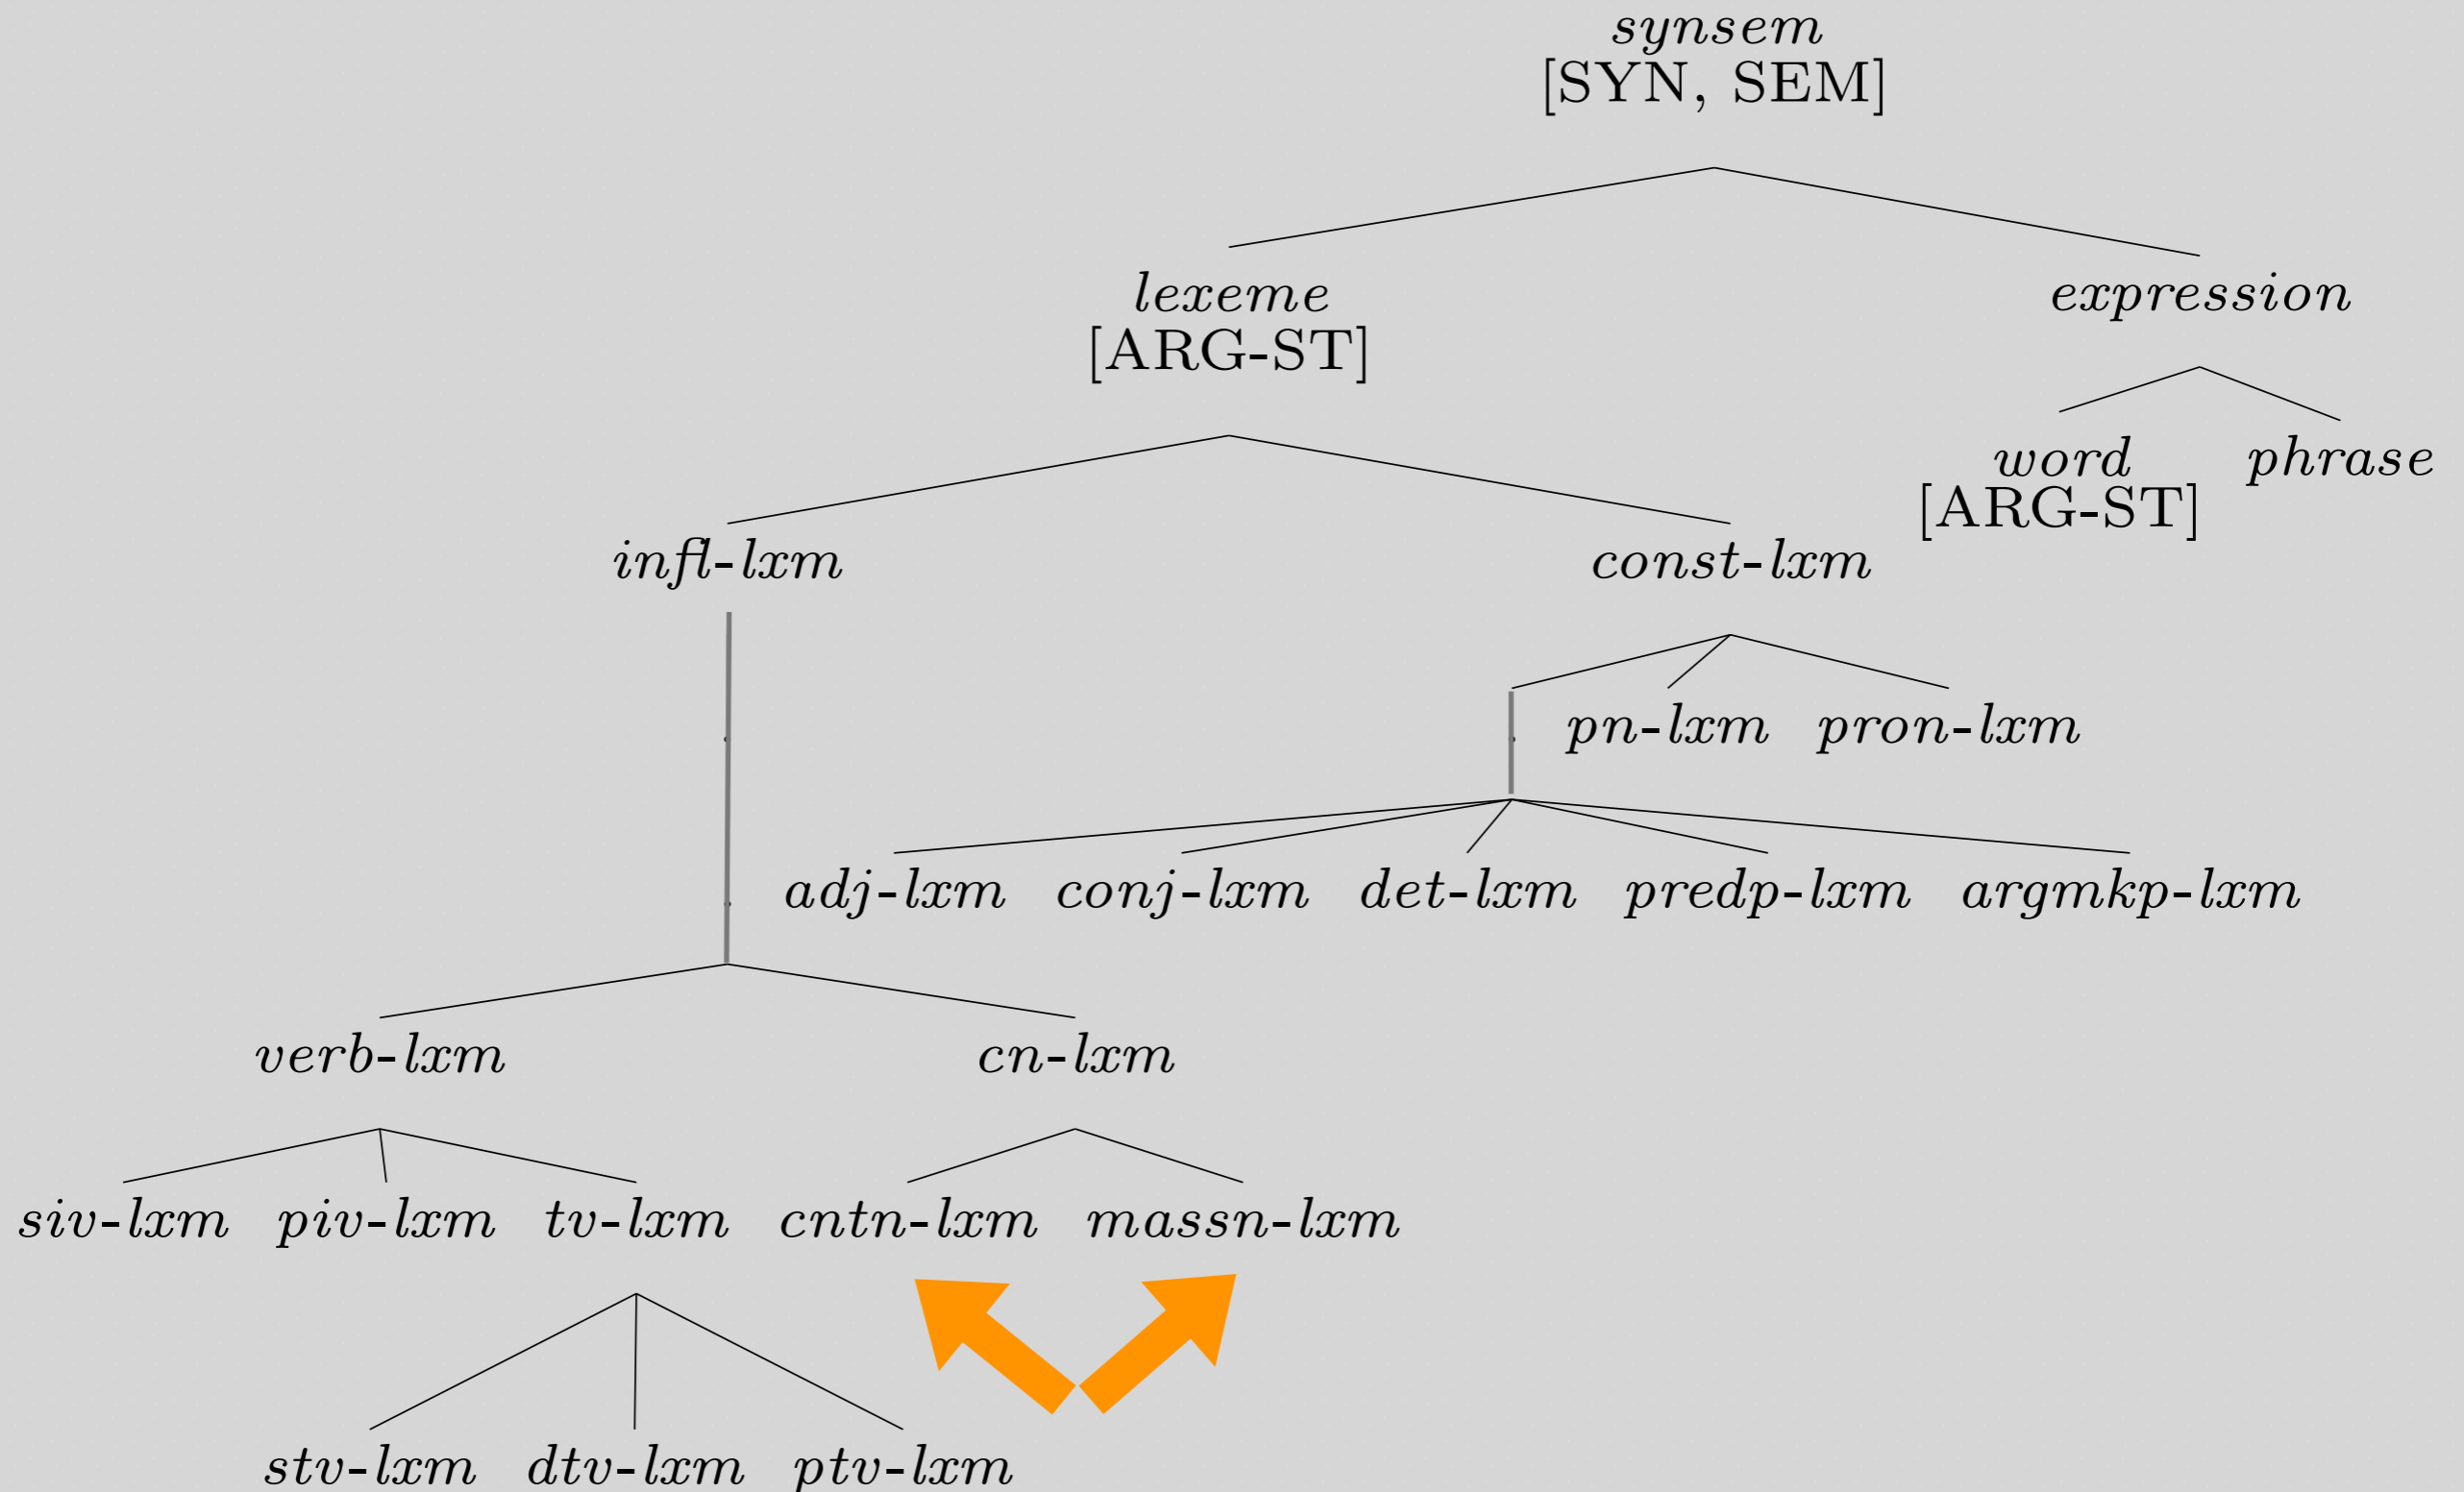 synsem
[SYN, SEM]
lexeme
[ARG-ST]
expression
word
[ARG-ST]
phrase
infl-lxm
const-lxm
pn-lxm pron-lxm
adj-lxm conj-lxm det-lxm predp-lxm argmkp-lxm
verb-lxm cn-lxm
siv-lxm piv-lxm tv-lxm cntn-lxm massn-lxm
stv-lxm dtv-lxm ptv-lxm